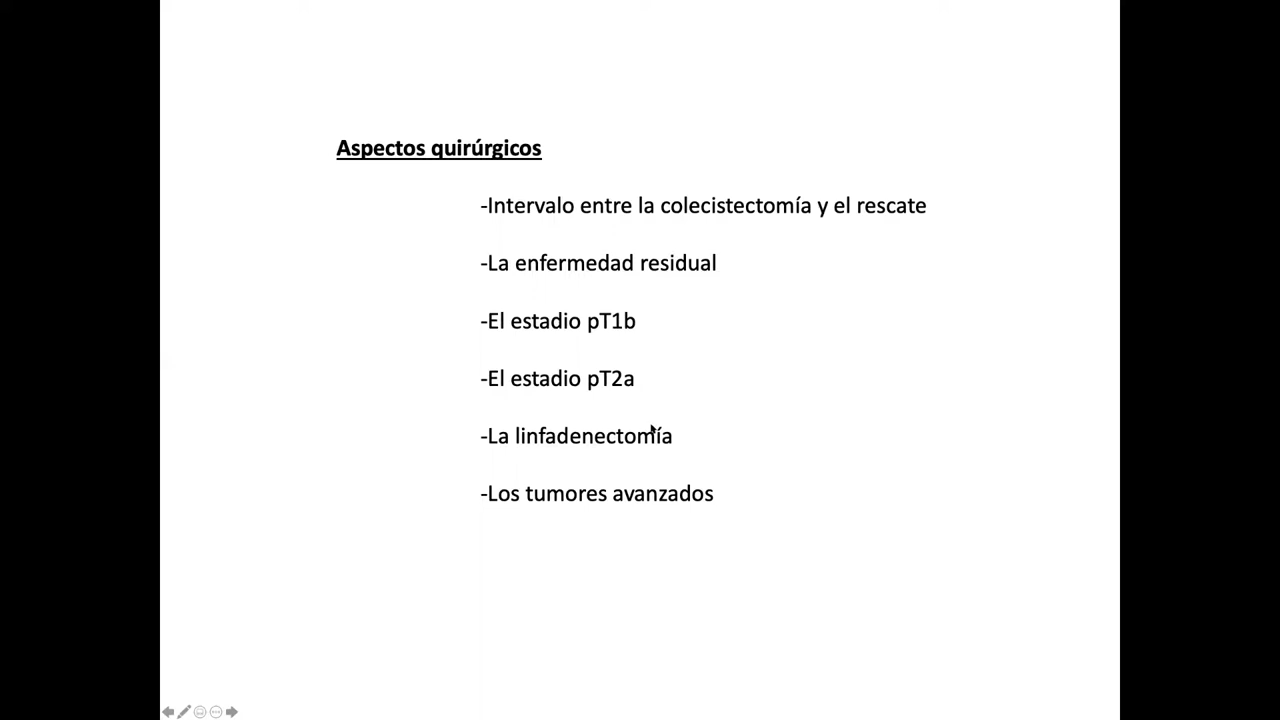 Aspectos quirúrgicos
-Intervalo entre la colecistectomía y el rescate
-La enfermedad residual
-El estadio pT1b
-El estadio pT2a
-La linfadenectomía
-Los tumores avanzados